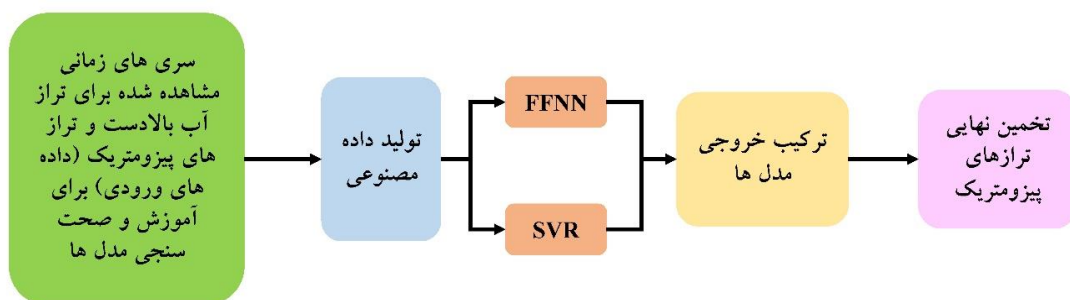 سری های زمانی
مشاهده شده برای تراز
آب بالادست و تراز
های پیزومتریک (داده
های ورودی) برای
آموزش و صحت
سنجی مدل ها
تولید داده
مصنوعی
FFNN
SVR
ترکیب خروجی
مدل ها
تخمین نهایی
ترازهای
پیزومتریک